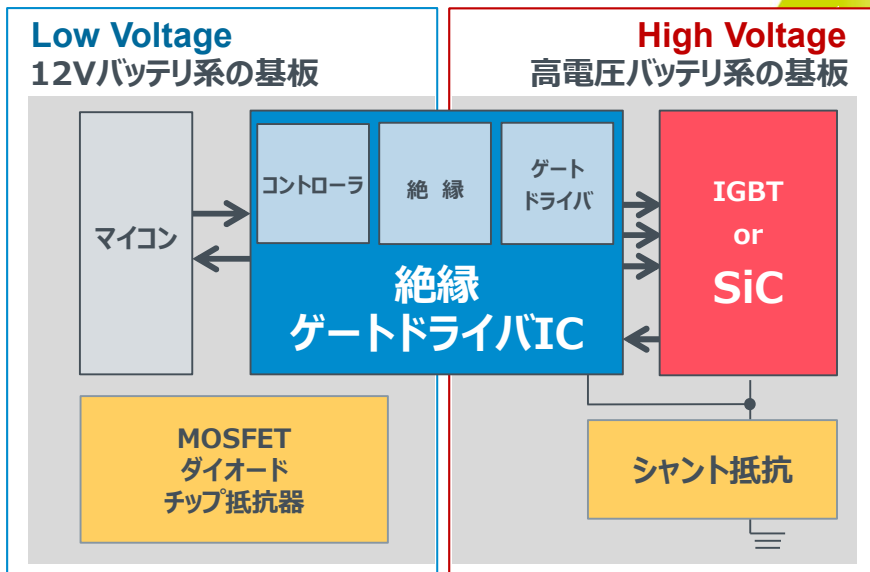 Low Voltage
12Vバッテリ系の基板
High Voltage
高電圧バッテリ系の基板
マイコン
コントローラ
絶 縁
ゲート
ドライバ
絶縁
ゲートドライバIC
IGBT
or
SiC
MOSFET
ダイオード
チップ抵抗器
シャント抵抗